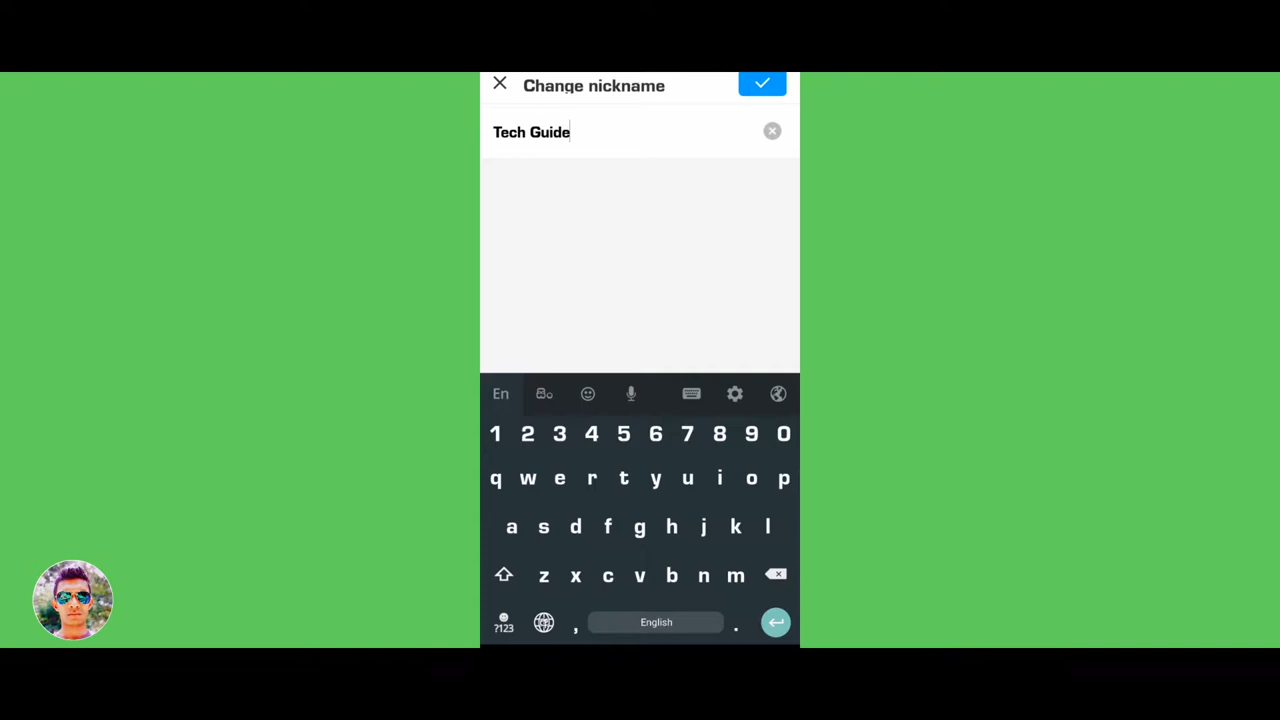 Change nickname
Tech Guide
En
1 2 3 4 5 6 7 8 9 0
q w e r t y u i o p
a s d f g h j k l
z x c v b n m
?123 , English .